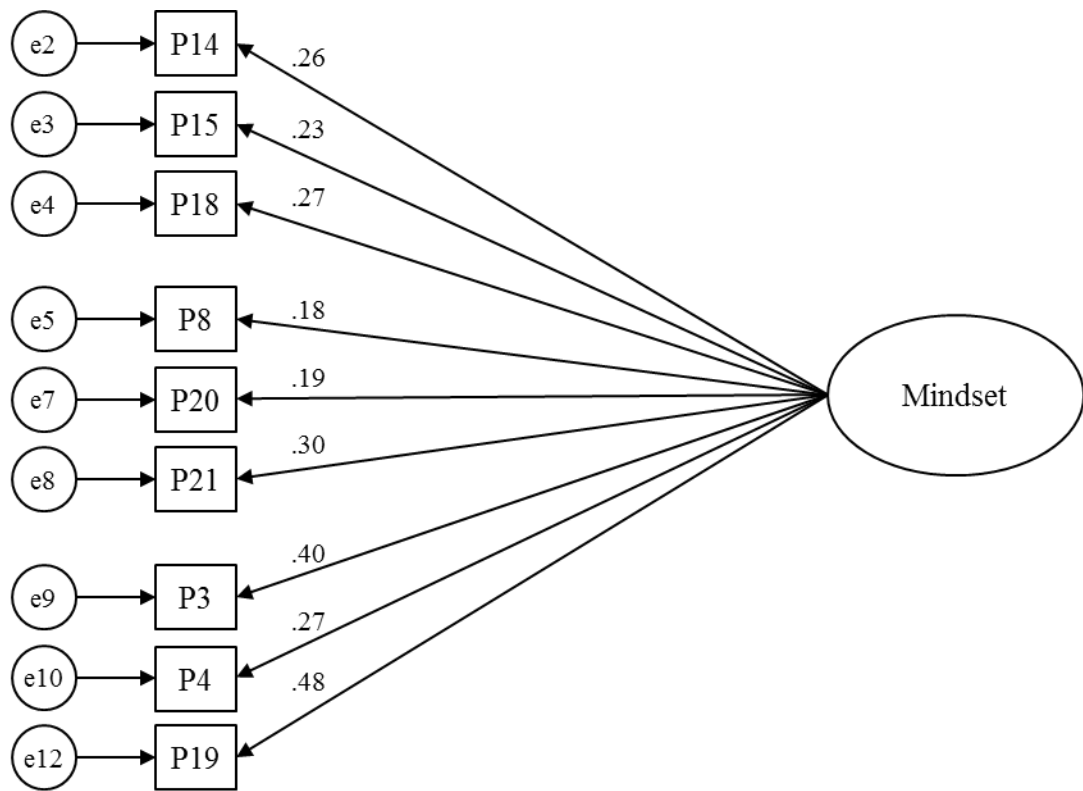 e2 P14 .26
e3 P15 .23
e4 P18 .27
e5 P8 .18
e7 P20 .19
Mindset
e8 P21 .30
e9 P3 .40
e10 P4 .27
e12 P19 .48